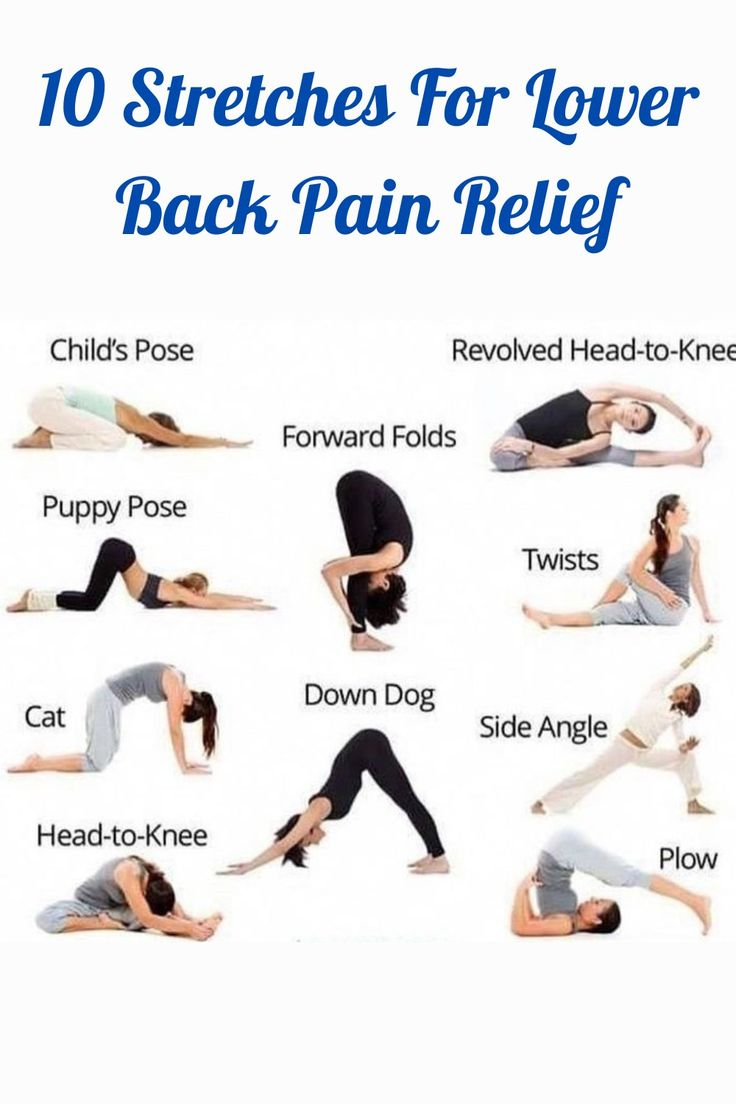 10 Stretches For Lower
Back Pain Relief
Child's Pose
Revolved Head-to-Knee
Forward Folds
Puppy Pose
Twists
Down Dog
Cat
Side Angle
Head-to-Knee
Plow